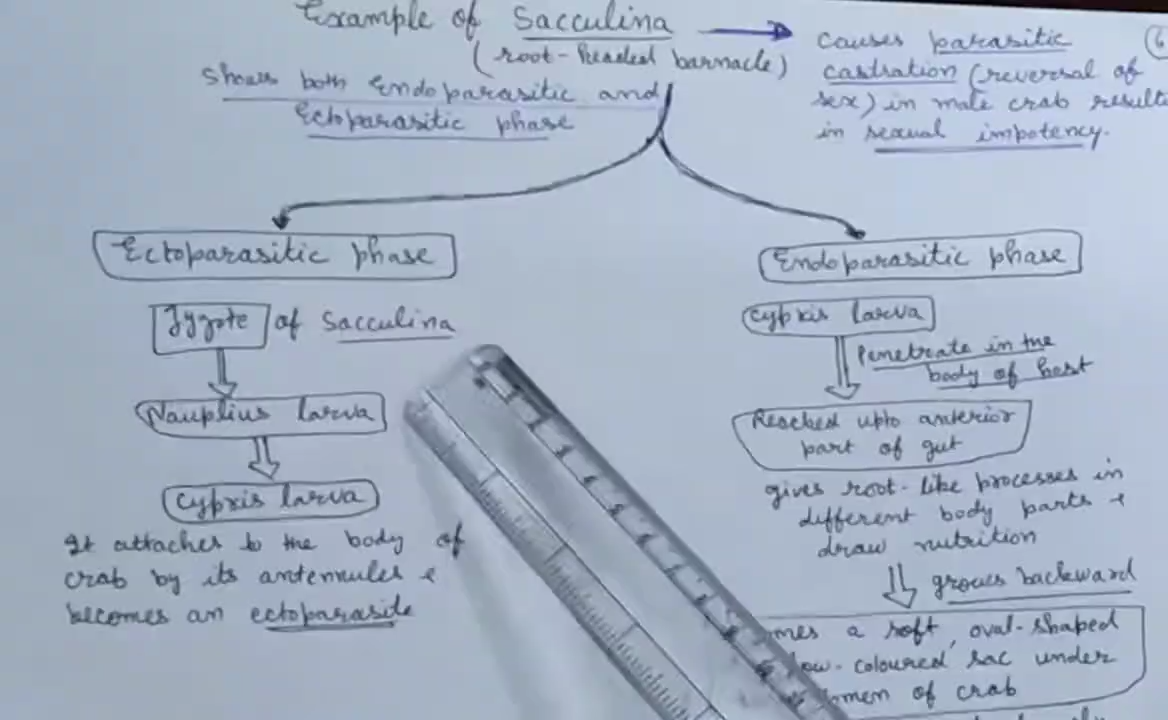 Example of Sacculina
(root-headed barnacle)
Shows both Endoparasitic and
Ectoparasitic phase
causes parasitic
castration (reversal of
sex) in male crab
in sexual impotency.
Ectoparasitic phase
Zygote of Sacculina
Nauplius larva
Cypris larva
It attaches to the body of
crab by its antennules &
becomes an ectoparasite
Endoparasitic phase
Cypris larva
Penetrate in the
body of host
Reached upto anterior
part of gut
gives root-like processes in
different body parts +
draw nutrition
grows backward
a soft, oval-shaped
coloured sac under
of crab